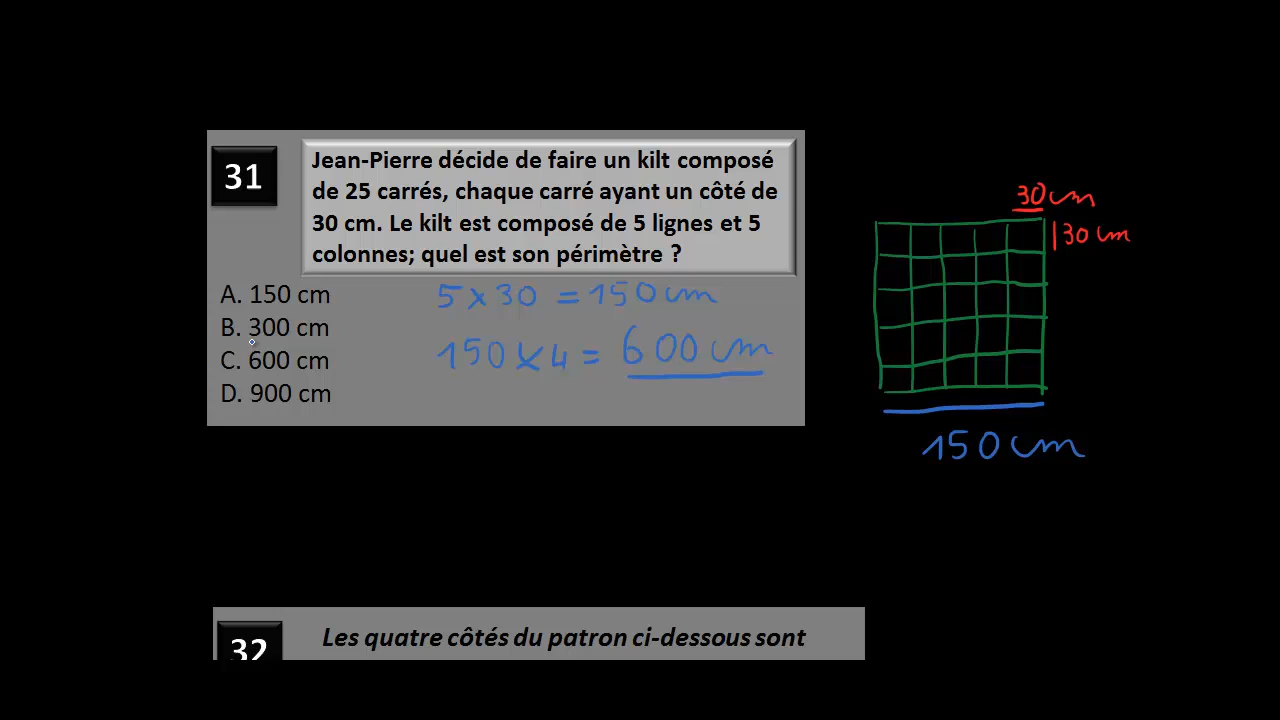 31
Jean-Pierre décide de faire un kilt composé
de 25 carrés, chaque carré ayant un côté de
30 cm. Le kilt est composé de 5 lignes et 5
colonnes; quel est son périmètre ?
A. 150 cm
B. 300 cm
C. 600 cm
D. 900 cm
5 x 30 = 150 cm
150 x 4 = 600 cm
30 cm
30 cm
150 cm
32
Les quatre côtés du patron ci-dessous sont